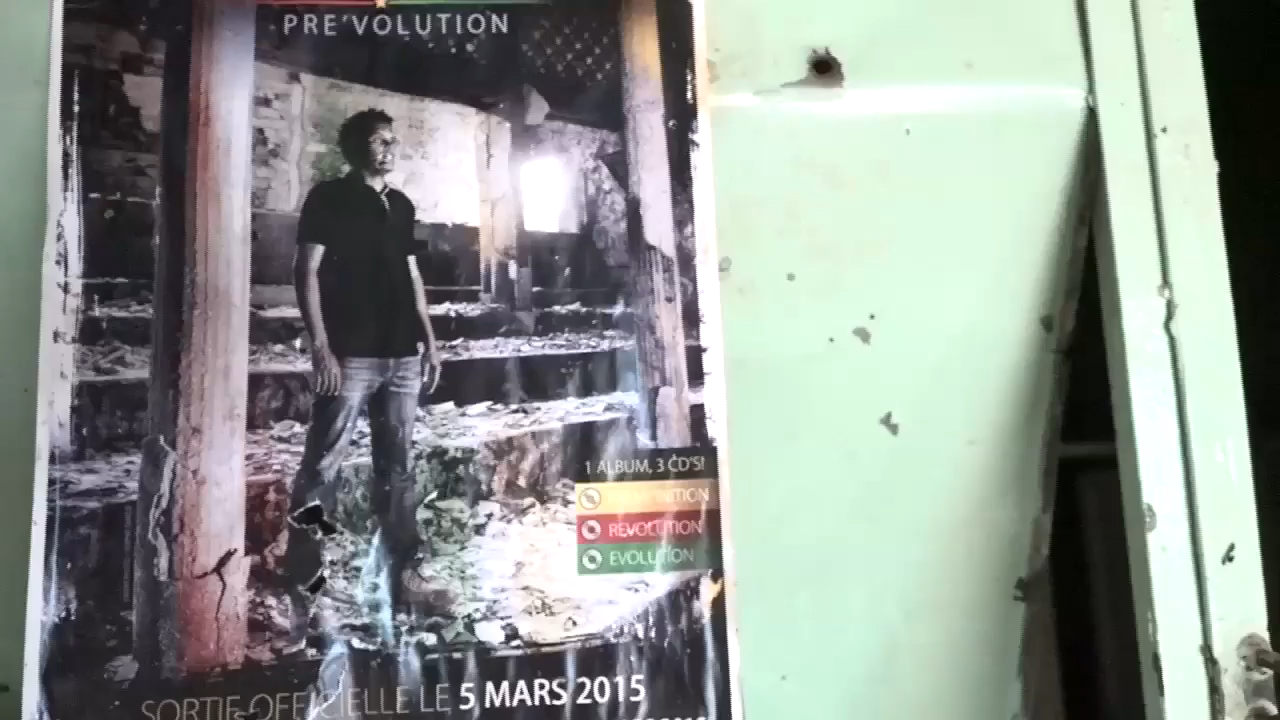 PRE'VOLUTION
1 ALBUM, 3 CD'S!
REVOLUTION
EVOLUTION
SORTIE OFFICIELLE LE 5 MARS 2015